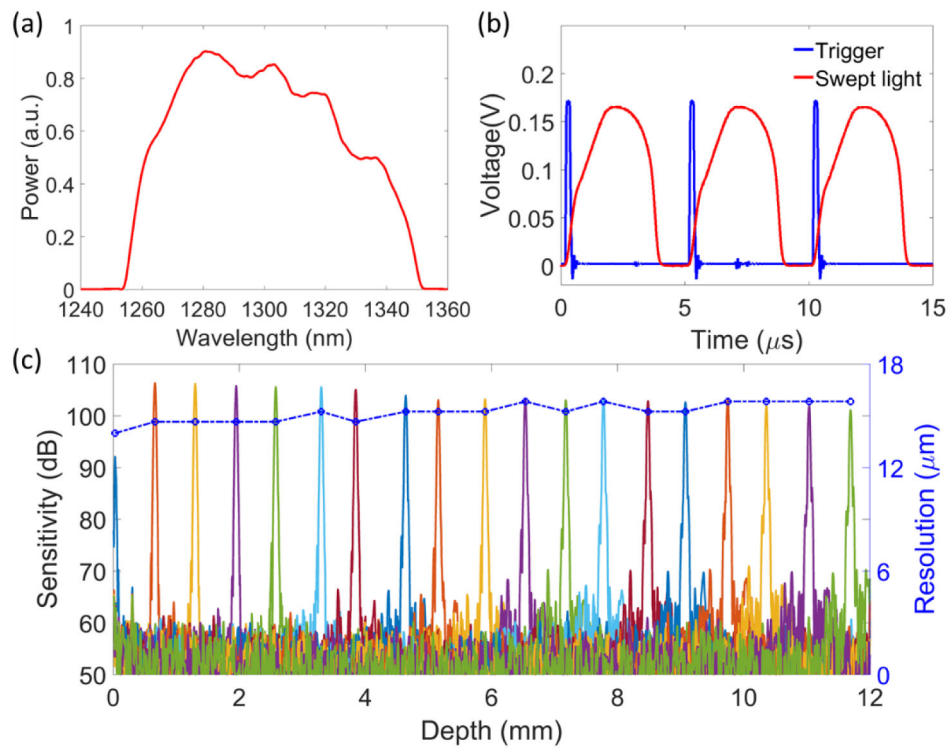 (a)
1
0.8
0.6
0.4
0.2
0
Power (a.u.)
1240 1260 1280 1300 1320 1340 1360
Wavelength (nm)
(b)
Trigger
Swept light
0.2
0.15
0.1
0.05
0
Voltage(V)
0 5 10 15
Time (μs)
(c)
110
100
90
80
70
60
50
Sensitivity (dB)
18
12
6
0
Resolution (μm)
0 2 4 6 8 10 12
Depth (mm)